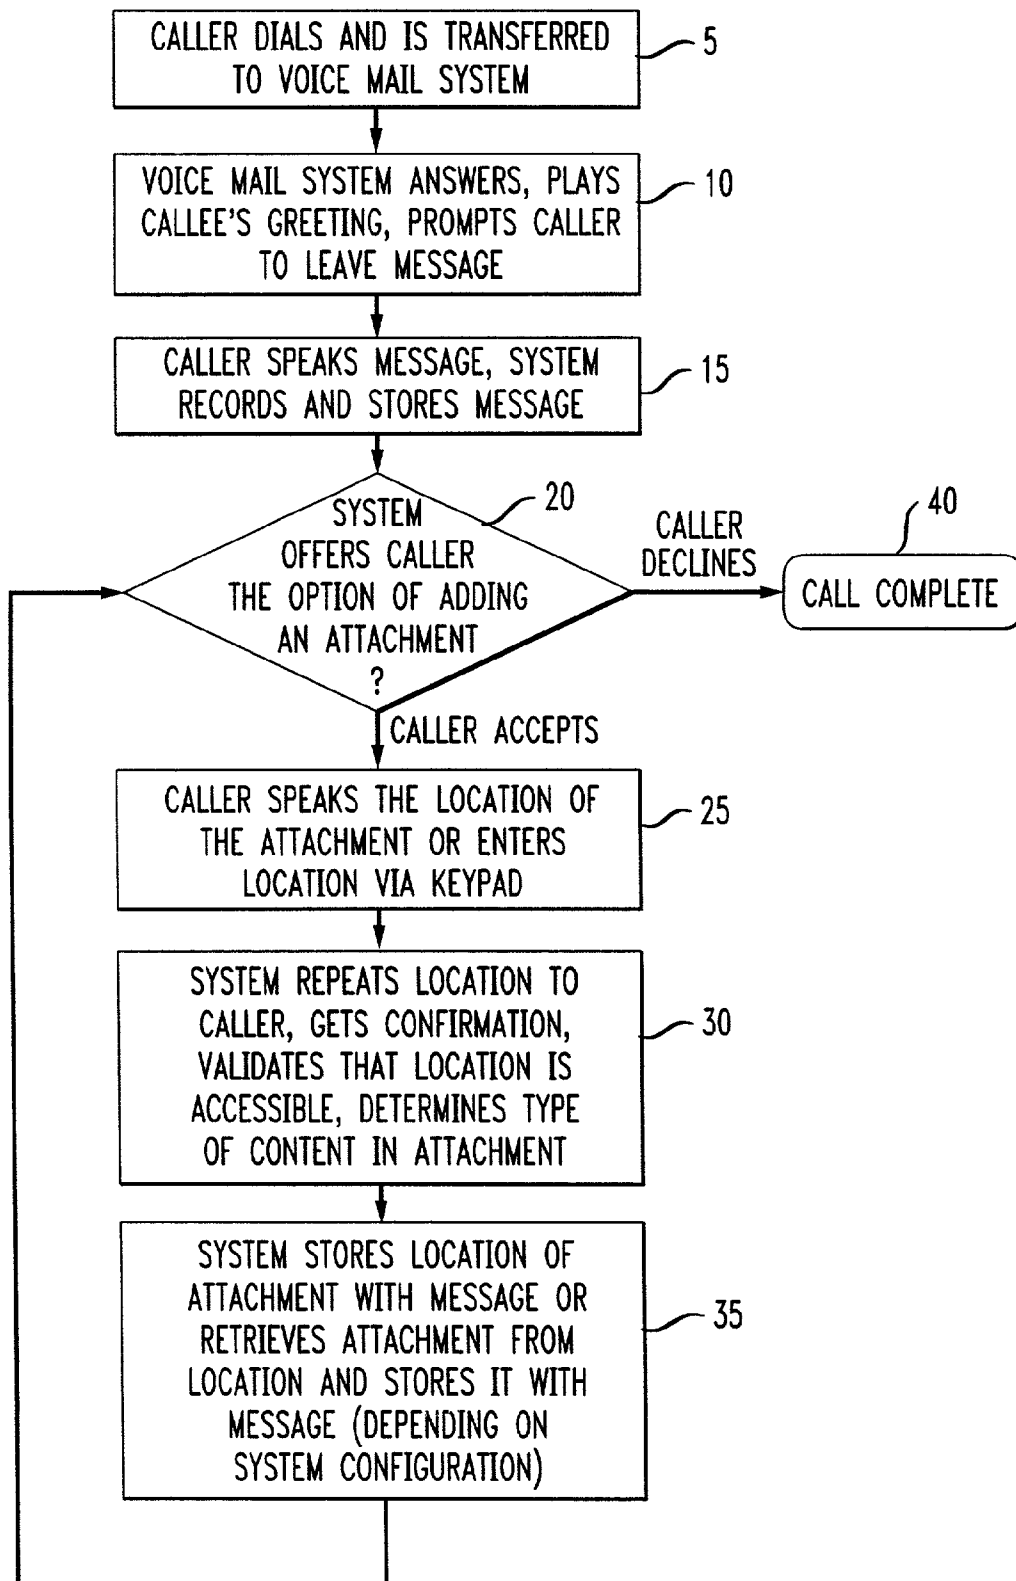 CALLER DIALS AND IS TRANSFERRED
TO VOICE MAIL SYSTEM
5
VOICE MAIL SYSTEM ANSWERS, PLAYS
CALLEE'S GREETING, PROMPTS CALLER
TO LEAVE MESSAGE
10
CALLER SPEAKS MESSAGE, SYSTEM
RECORDS AND STORES MESSAGE
15
SYSTEM
OFFERS CALLER
THE OPTION OF ADDING
AN ATTACHMENT
?
20
CALLER
DECLINES
40
CALL COMPLETE
CALLER ACCEPTS
CALLER SPEAKS THE LOCATION OF
THE ATTACHMENT OR ENTERS
LOCATION VIA KEYPAD
25
SYSTEM REPEATS LOCATION TO
CALLER, GETS CONFIRMATION,
VALIDATES THAT LOCATION IS
ACCESSIBLE, DETERMINES TYPE
OF CONTENT IN ATTACHMENT
30
SYSTEM STORES LOCATION OF
ATTACHMENT WITH MESSAGE OR
RETRIEVES ATTACHMENT FROM
LOCATION AND STORES IT WITH
MESSAGE (DEPENDING ON
SYSTEM CONFIGURATION)
35